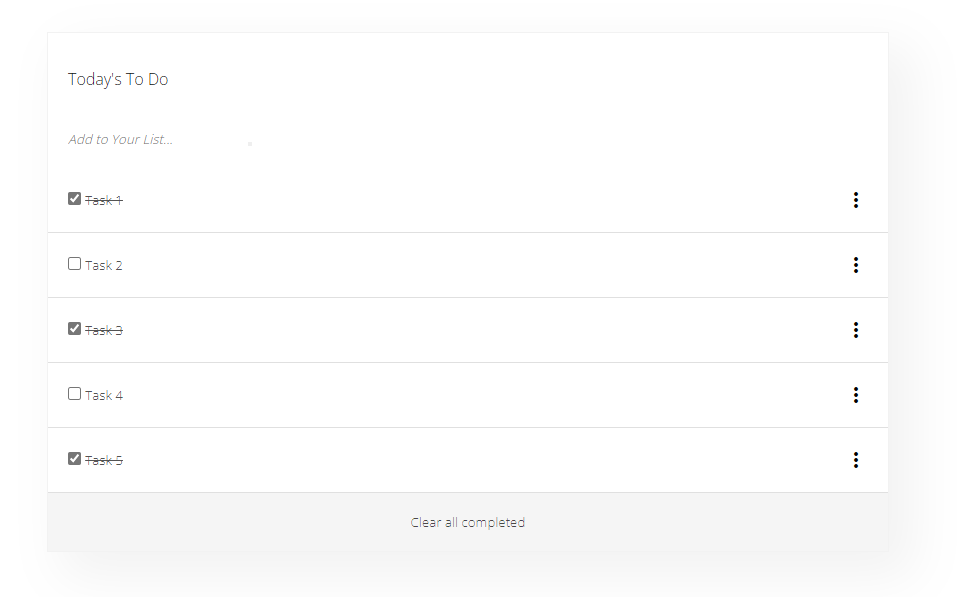 Today's To Do
Add to Your List...
Task 1
Task 2
Task 3
Task 4
Task 5
Clear all completed